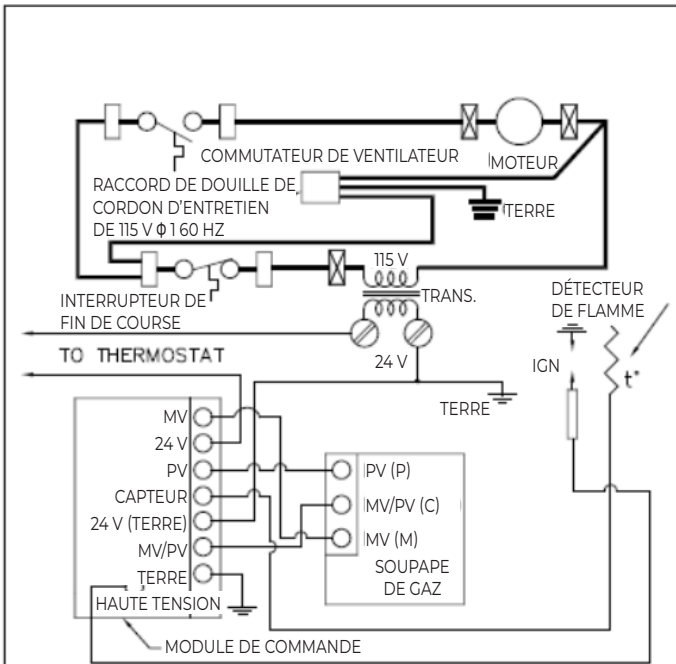 COMMUTATEUR DE VENTILATEUR
MOTEUR
RACCORD DE DOUILLE DE
CORDON D'ENTRETIEN
DE 115 V Φ 1 60 HZ
TERRE
115 V
TRANS.
INTERRUPTEUR DE
FIN DE COURSE
DÉTECTEUR
DE FLAMME
24 V
TO THERMOSTAT
IGN
t°
TERRE
MV
24 V
PV
CAPTEUR
24 V (TERRE)
MV/PV
TERRE
HAUTE TENSION
PV (P)
MV/PV (C)
MV (M)
SOUPAPE
DE GAZ
MODULE DE COMMANDE